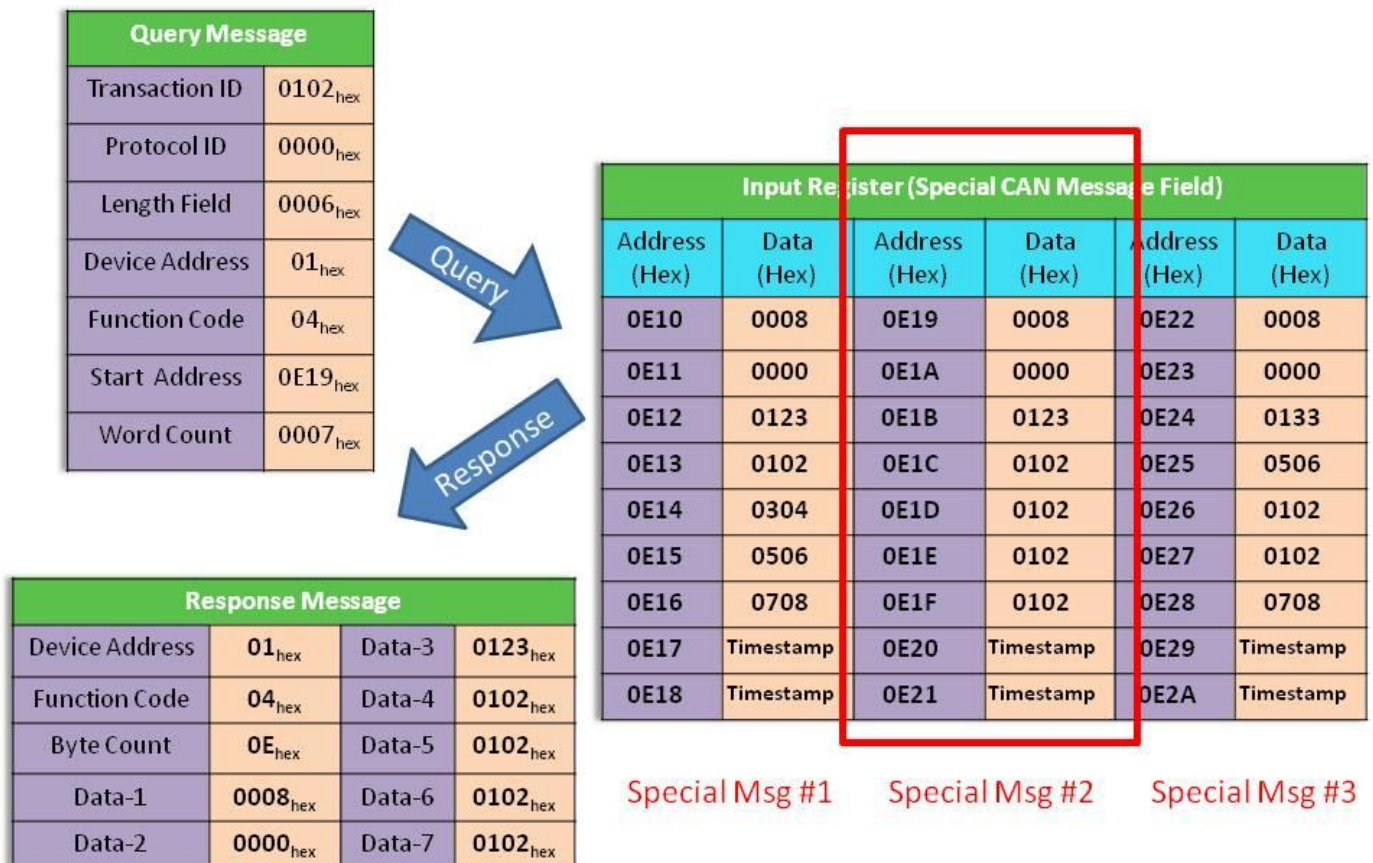 Query Message
Transaction ID 0102hex
Protocol ID 0000hex
Length Field 0006hex
Device Address 01hex
Function Code 04hex
Start Address 0E19hex
Word Count 0007hex
Query
Response
Input Register (Special CAN Message Field)
Address (Hex) Data (Hex) Address (Hex) Data (Hex) Address (Hex) Data (Hex)
0E10 0008 0E19 0008 0E22 0008
0E11 0000 0E1A 0000 0E23 0000
0E12 0123 0E1B 0123 0E24 0133
0E13 0102 0E1C 0102 0E25 0506
0E14 0304 0E1D 0102 0E26 0102
0E15 0506 0E1E 0102 0E27 0102
0E16 0708 0E1F 0102 0E28 0708
0E17 Timestamp 0E20 Timestamp 0E29 Timestamp
0E18 Timestamp 0E21 Timestamp 0E2A Timestamp
Special Msg #1 Special Msg #2 Special Msg #3
Response Message
Device Address 01hex Data-3 0123hex
Function Code 04hex Data-4 0102hex
Byte Count 0Ehex Data-5 0102hex
Data-1 0008hex Data-6 0102hex
Data-2 0000hex Data-7 0102hex